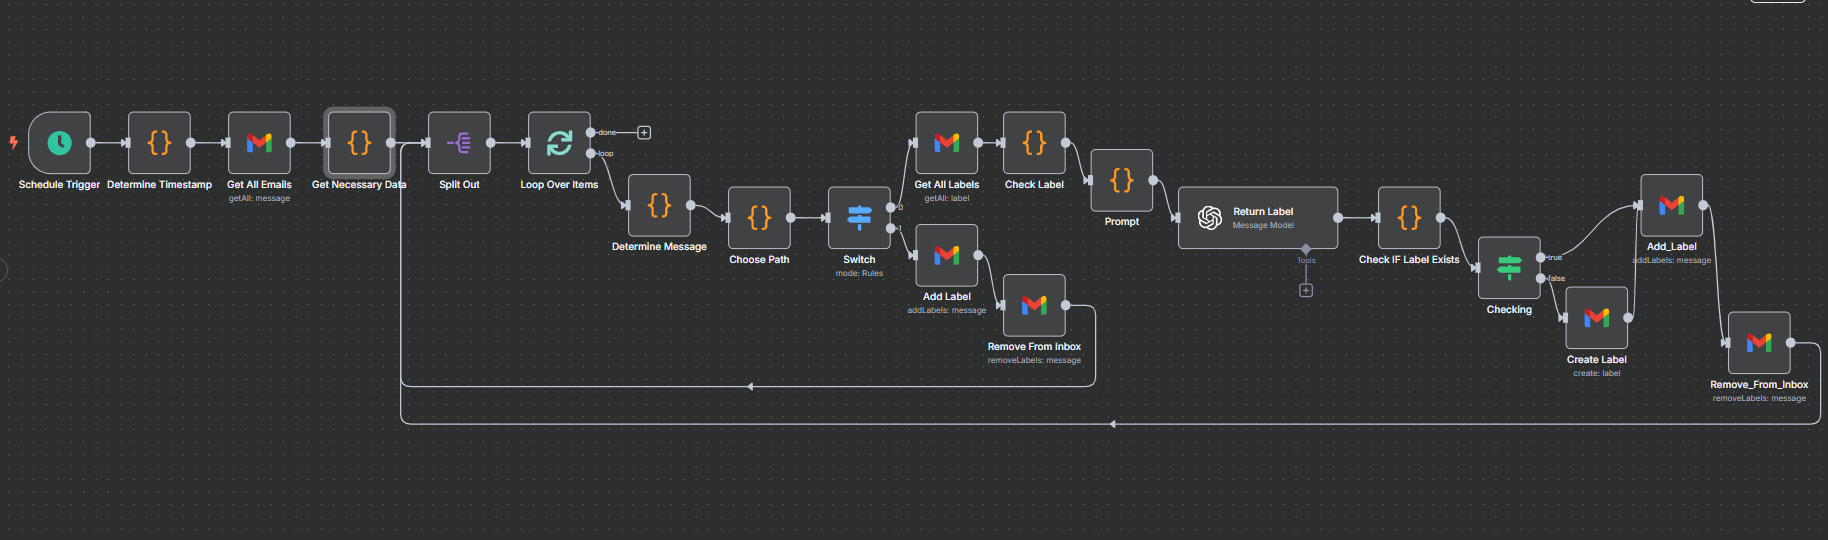 Schedule Trigger
Determine Timestamp
Get All Emails
getAll: message
Get Necessary Data
Split Out
Loop Over Items
done
loop
Determine Message
Choose Path
Switch
mode: Rules
0
1
Get All Labels
getAll: label
Check Label
Add Label
addLabels: message
Remove From Inbox
removeLabels: message
Prompt
Return Label
Message Model
Tools
Check IF Label Exists
Checking
true
false
Add_Label
addLabels: message
Create Label
create: label
Remove_From_Inbox
removeLabels: message